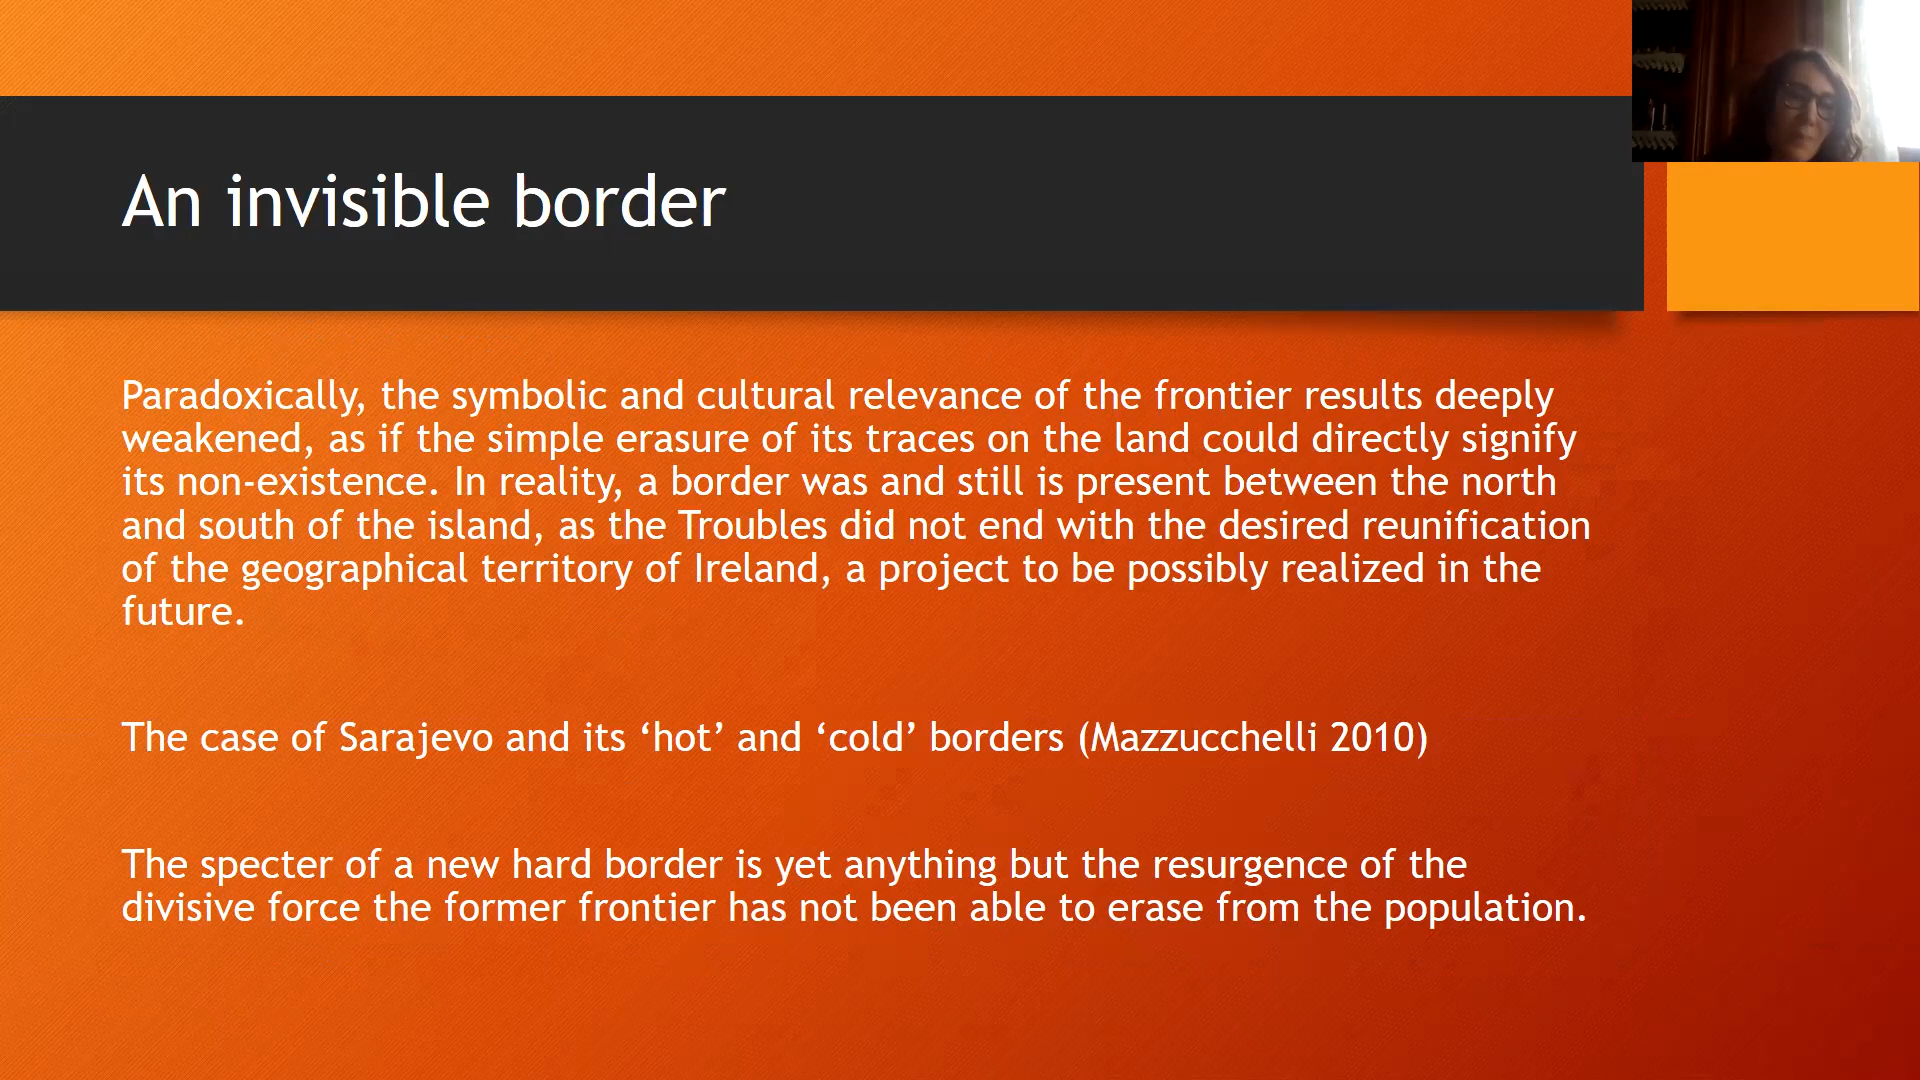 An invisible border
Paradoxically, the symbolic and cultural relevance of the frontier results deeply
weakened, as if the simple erasure of its traces on the land could directly signify
its non-existence. In reality, a border was and still is present between the north
and south of the island, as the Troubles did not end with the desired reunification
of the geographical territory of Ireland, a project to be possibly realized in the
future.
The case of Sarajevo and its ‘hot’ and ‘cold’ borders (Mazzucchelli 2010)
The specter of a new hard border is yet anything but the resurgence of the
divisive force the former frontier has not been able to erase from the population.